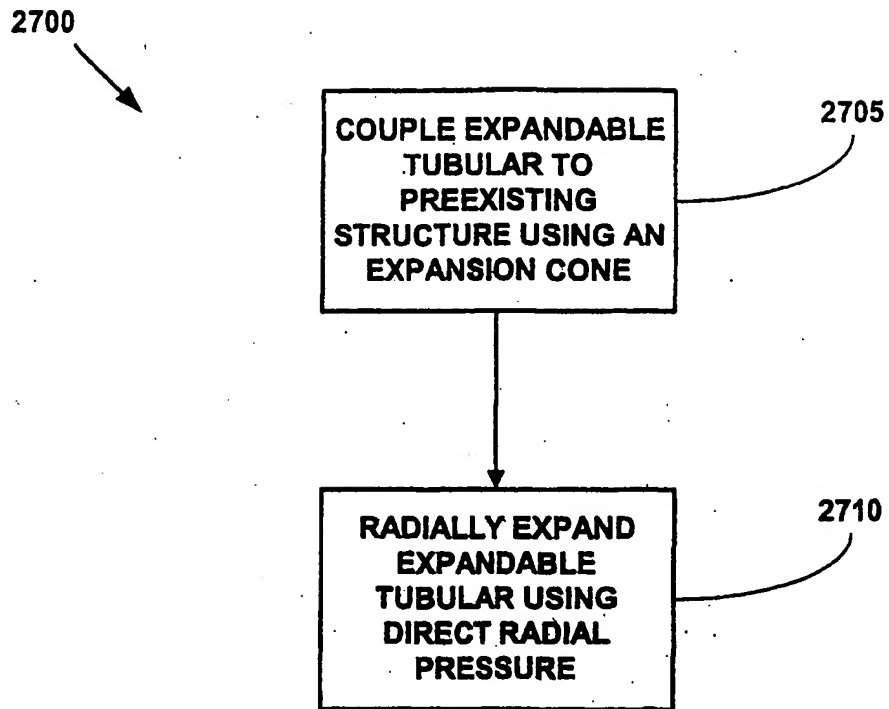 2700
2705
COUPLE EXPANDABLE
TUBULAR TO
PREEXISTING
STRUCTURE USING AN
EXPANSION CONE
2710
RADIALLY EXPAND
EXPANDABLE
TUBULAR USING
DIRECT RADIAL
PRESSURE